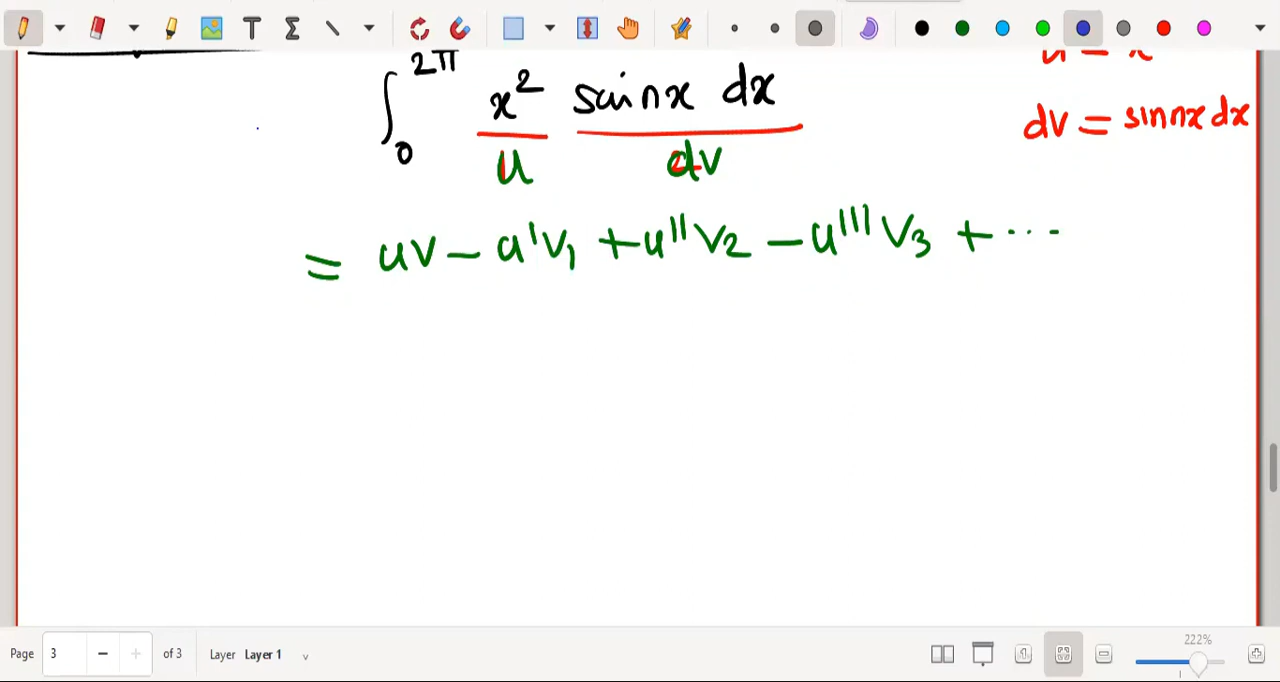 ∫₀^2π x² sin nx dx
u dv
dv = sin nx dx
= uv - u'v₁ + u''v₂ - u'''v₃ + ...
Page 3 of 3 Layer Layer 1 222%